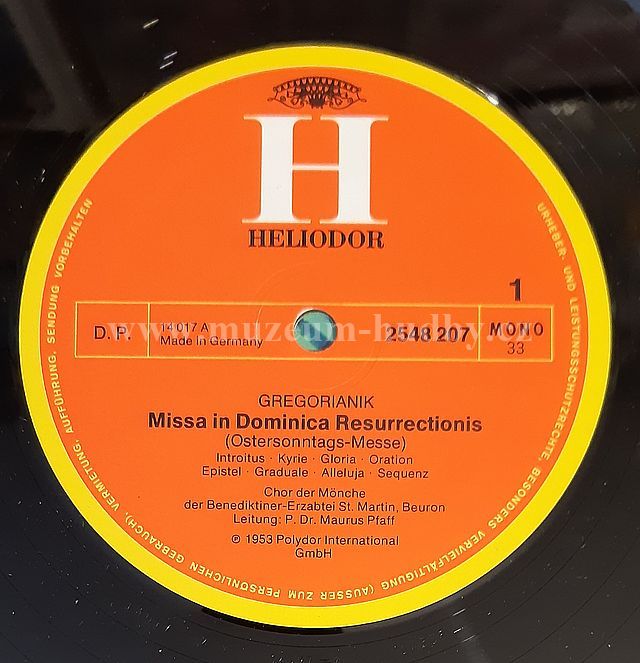 H
HELIODOR
1
D.P.
14 017 A
Made in Germany
2548 207
MONO
33
www.muzeum-hudby.cz
GREGORIANIK
Missa in Dominica Resurrectionis
(Ostersonntags-Messe)
Introitus · Kyrie · Gloria · Oration
Epistel · Graduale · Alleluja · Sequenz
Chor der Mönche
der Benediktiner-Erzabtei St. Martin, Beuron
Leitung: P. Dr. Maurus Pfaff
℗ 1953 Polydor International
GmbH
URHEBER- UND LEISTUNGSSCHUTZRECHTE, BESONDERS VERVIELFÄLTIGUNG (AUSSER ZUM PERSÖNLICHEN GEBRAUCH), VERMIETUNG, AUFFÜHRUNG, SENDUNG VORBEHALTEN